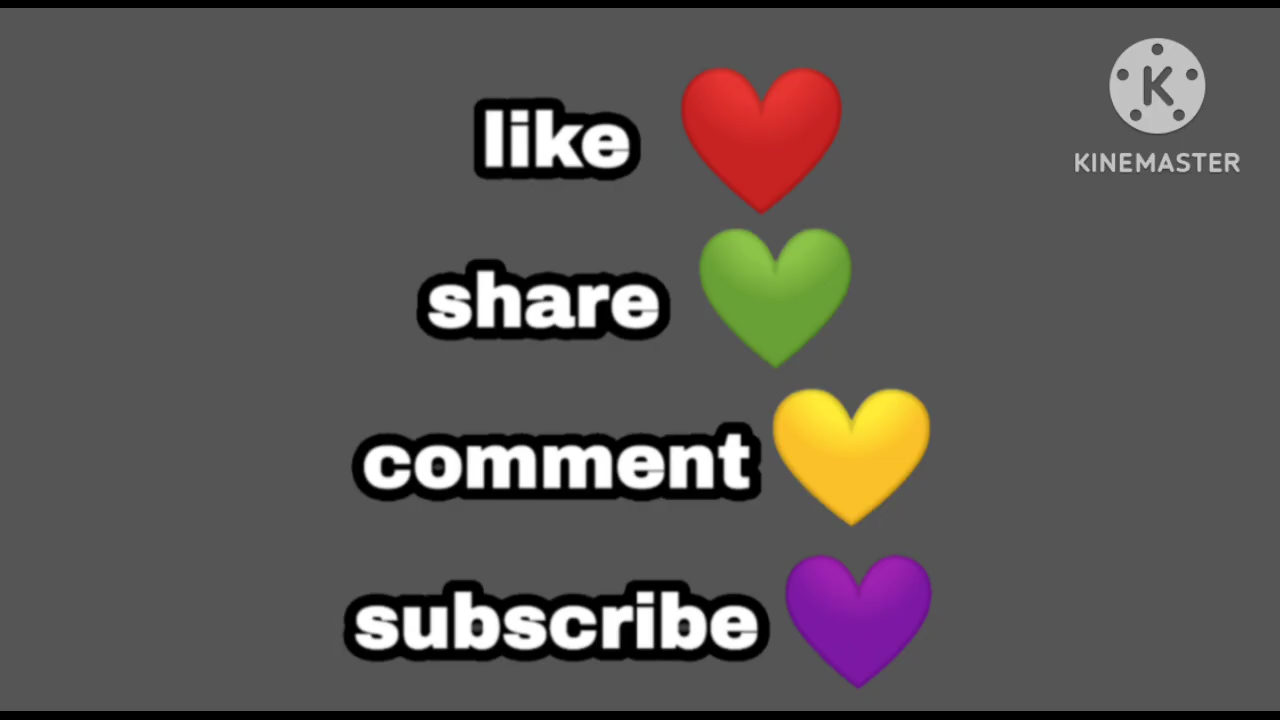 like ❤️
share 💚
comment 💛
subscribe 💜
K
KINEMASTER